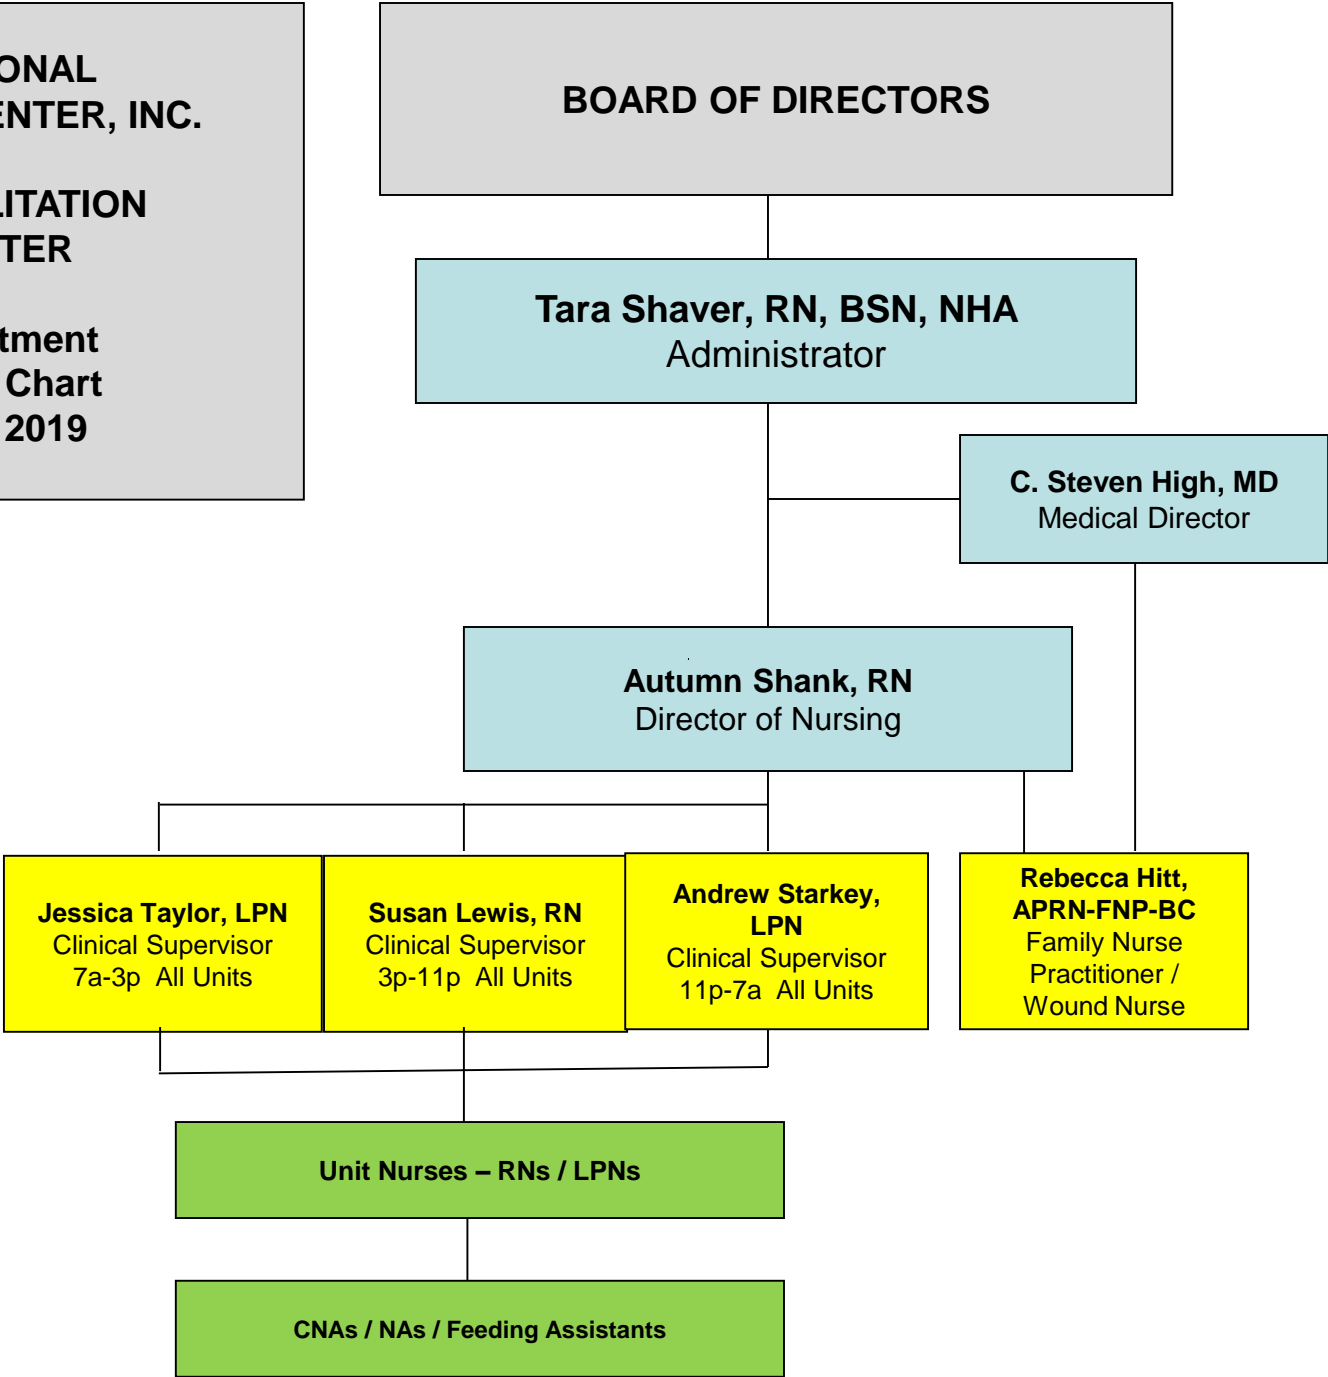 ONAL
ENTER, INC.
LITATION
TER
tment
Chart
2019
BOARD OF DIRECTORS
Tara Shaver, RN, BSN, NHA
Administrator
C. Steven High, MD
Medical Director
Autumn Shank, RN
Director of Nursing
Jessica Taylor, LPN
Clinical Supervisor
7a-3p All Units
Susan Lewis, RN
Clinical Supervisor
3p-11p All Units
Andrew Starkey,
LPN
Clinical Supervisor
11p-7a All Units
Rebecca Hitt,
APRN-FNP-BC
Family Nurse
Practitioner /
Wound Nurse
Unit Nurses – RNs / LPNs
CNAs / NAs / Feeding Assistants